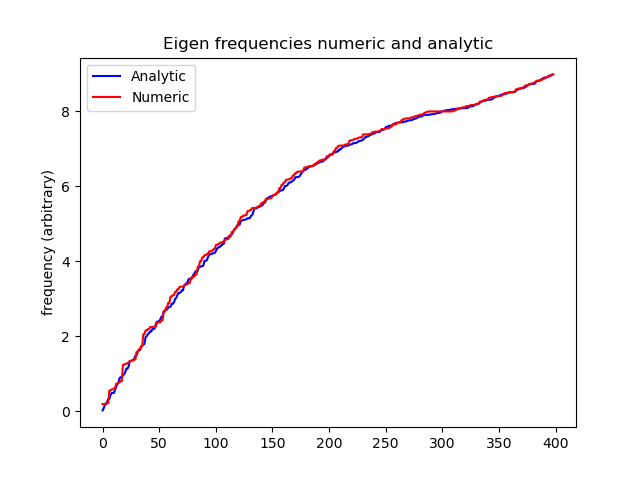 Eigen frequencies numeric and analytic
Analytic
Numeric
frequency (arbitrary)
8
6
4
2
0
0 50 100 150 200 250 300 350 400